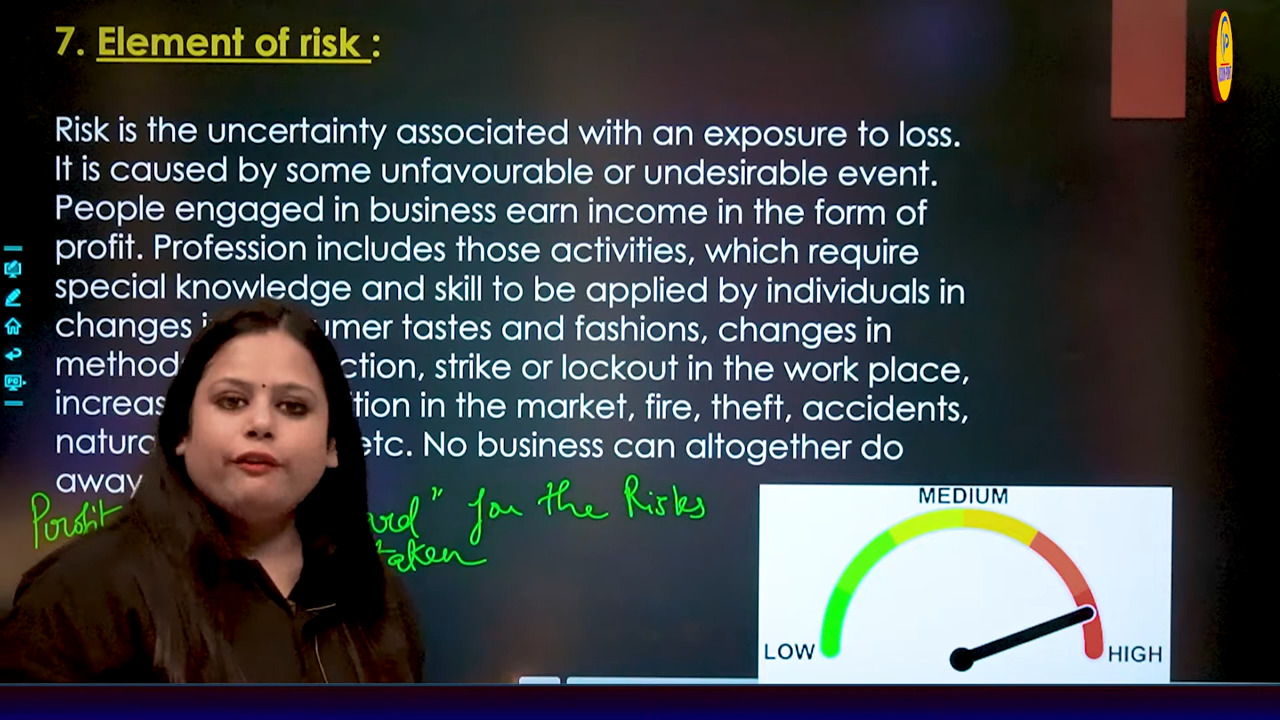 7. Element of risk :
Risk is the uncertainty associated with an exposure to loss.
It is caused by some unfavourable or undesirable event.
People engaged in business earn income in the form of
profit. Profession includes those activities, which require
special knowledge and skill to be applied by individuals in
changes umer tastes and fashions, changes in
method ction, strike or lockout in the work place,
increas tion in the market, fire, theft, accidents,
natura etc. No business can altogether do
away
Profit ard" for the Risks
taken
MEDIUM
LOW
HIGH